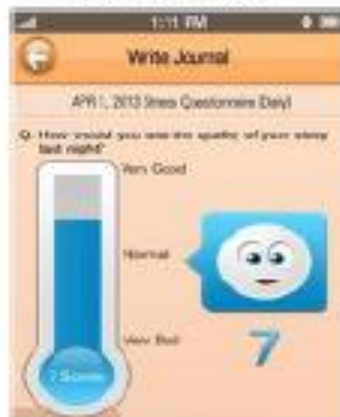 1:11 PM
Write Journal
APR 1, 2013 Stress Questionnaire Daily1
Q. How would you rate the quality of your sleep
last night?
Very Good
Normal
Very Bad
7
7 Score